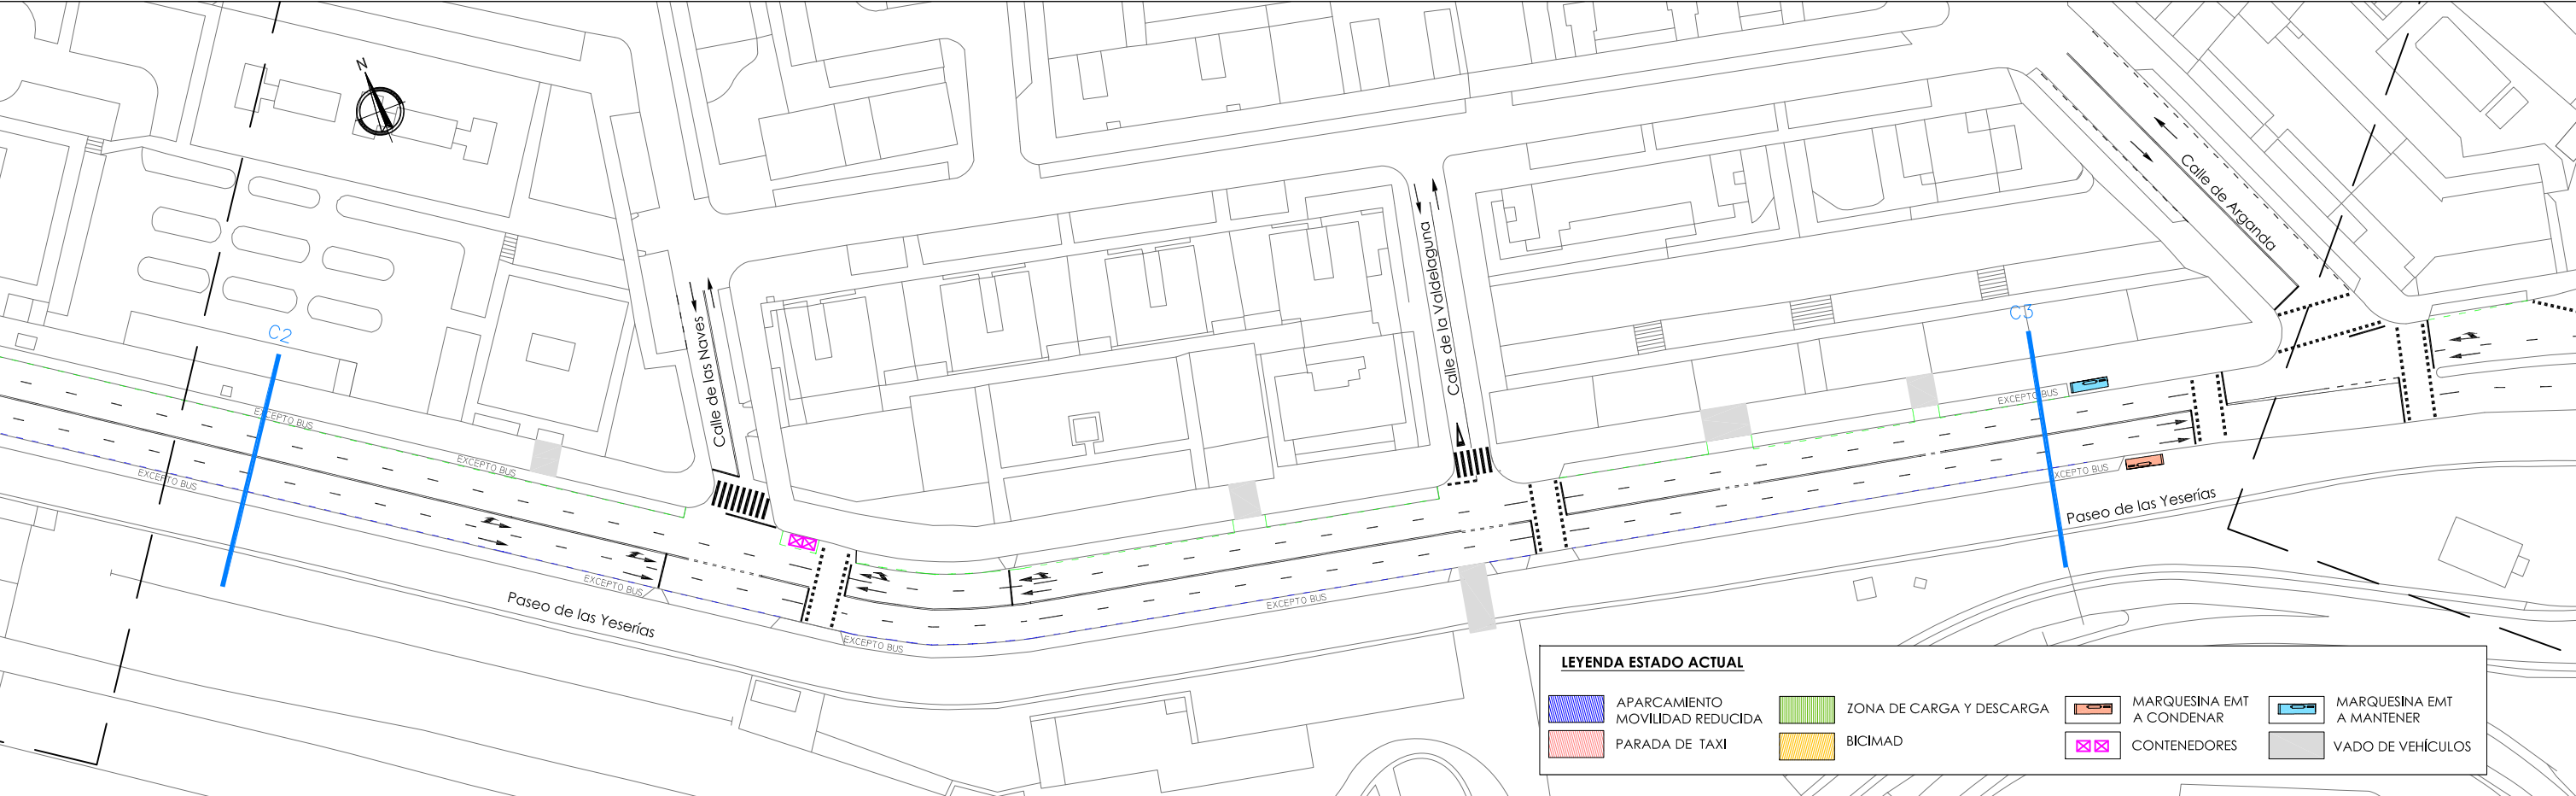 N
C2
EXCEPTO BUS
EXCEPTO BUS
EXCEPTO BUS
EXCEPTO BUS
Calle de las Naves
Paseo de las Yeserías
EXCEPTO BUS
EXCEPTO BUS
Calle de la Valdelaguna
Calle de Arganda
C3
EXCEPTO BUS
XCEPTO BUS
Paseo de las Yeserías
LEYENDA ESTADO ACTUAL
APARCAMIENTO
MOVILIDAD REDUCIDA
ZONA DE CARGA Y DESCARGA
MARQUESINA EMT
A CONDENAR
MARQUESINA EMT
A MANTENER
PARADA DE TAXI
BICIMAD
CONTENEDORES
VADO DE VEHÍCULOS